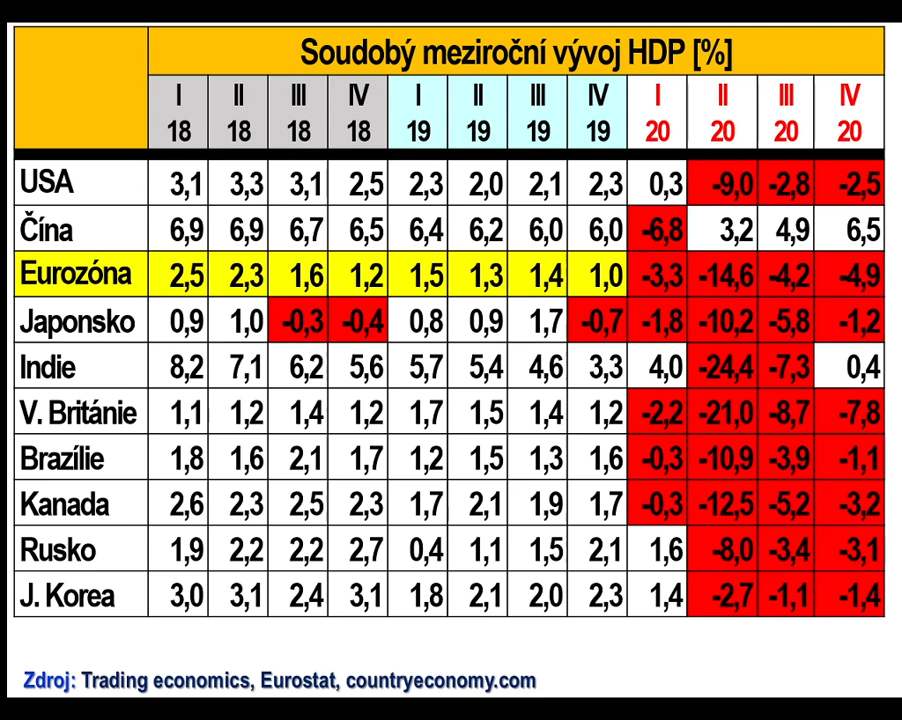 Soudobý meziroční vývoj HDP [%]
I II III IV I II III IV I II III IV
18 18 18 18 19 19 19 19 20 20 20 20
USA 3,1 3,3 3,1 2,5 2,3 2,0 2,1 2,3 0,3 -9,0 -2,8 -2,5
Čína 6,9 6,9 6,7 6,5 6,4 6,2 6,0 6,0 -6,8 3,2 4,9 6,5
Eurozóna 2,5 2,3 1,6 1,2 1,5 1,3 1,4 1,0 -3,3 -14,6 -4,2 -4,9
Japonsko 0,9 1,0 -0,3 -0,4 0,8 0,9 1,7 -0,7 -1,8 -10,2 -5,8 -1,2
Indie 8,2 7,1 6,2 5,6 5,7 5,4 4,6 3,3 4,0 -24,4 -7,3 0,4
V. Británie 1,1 1,2 1,4 1,2 1,7 1,5 1,4 1,2 -2,2 -21,0 -8,7 -7,8
Brazílie 1,8 1,6 2,1 1,7 1,2 1,5 1,3 1,6 -0,3 -10,9 -3,9 -1,1
Kanada 2,6 2,3 2,5 2,3 1,7 2,1 1,9 1,7 -0,3 -12,5 -5,2 -3,2
Rusko 1,9 2,2 2,2 2,7 0,4 1,1 1,5 2,1 1,6 -8,0 -3,4 -3,1
J. Korea 3,0 3,1 2,4 3,1 1,8 2,1 2,0 2,3 1,4 -2,7 -1,1 -1,4
Zdroj: Trading economics, Eurostat, countryeconomy.com